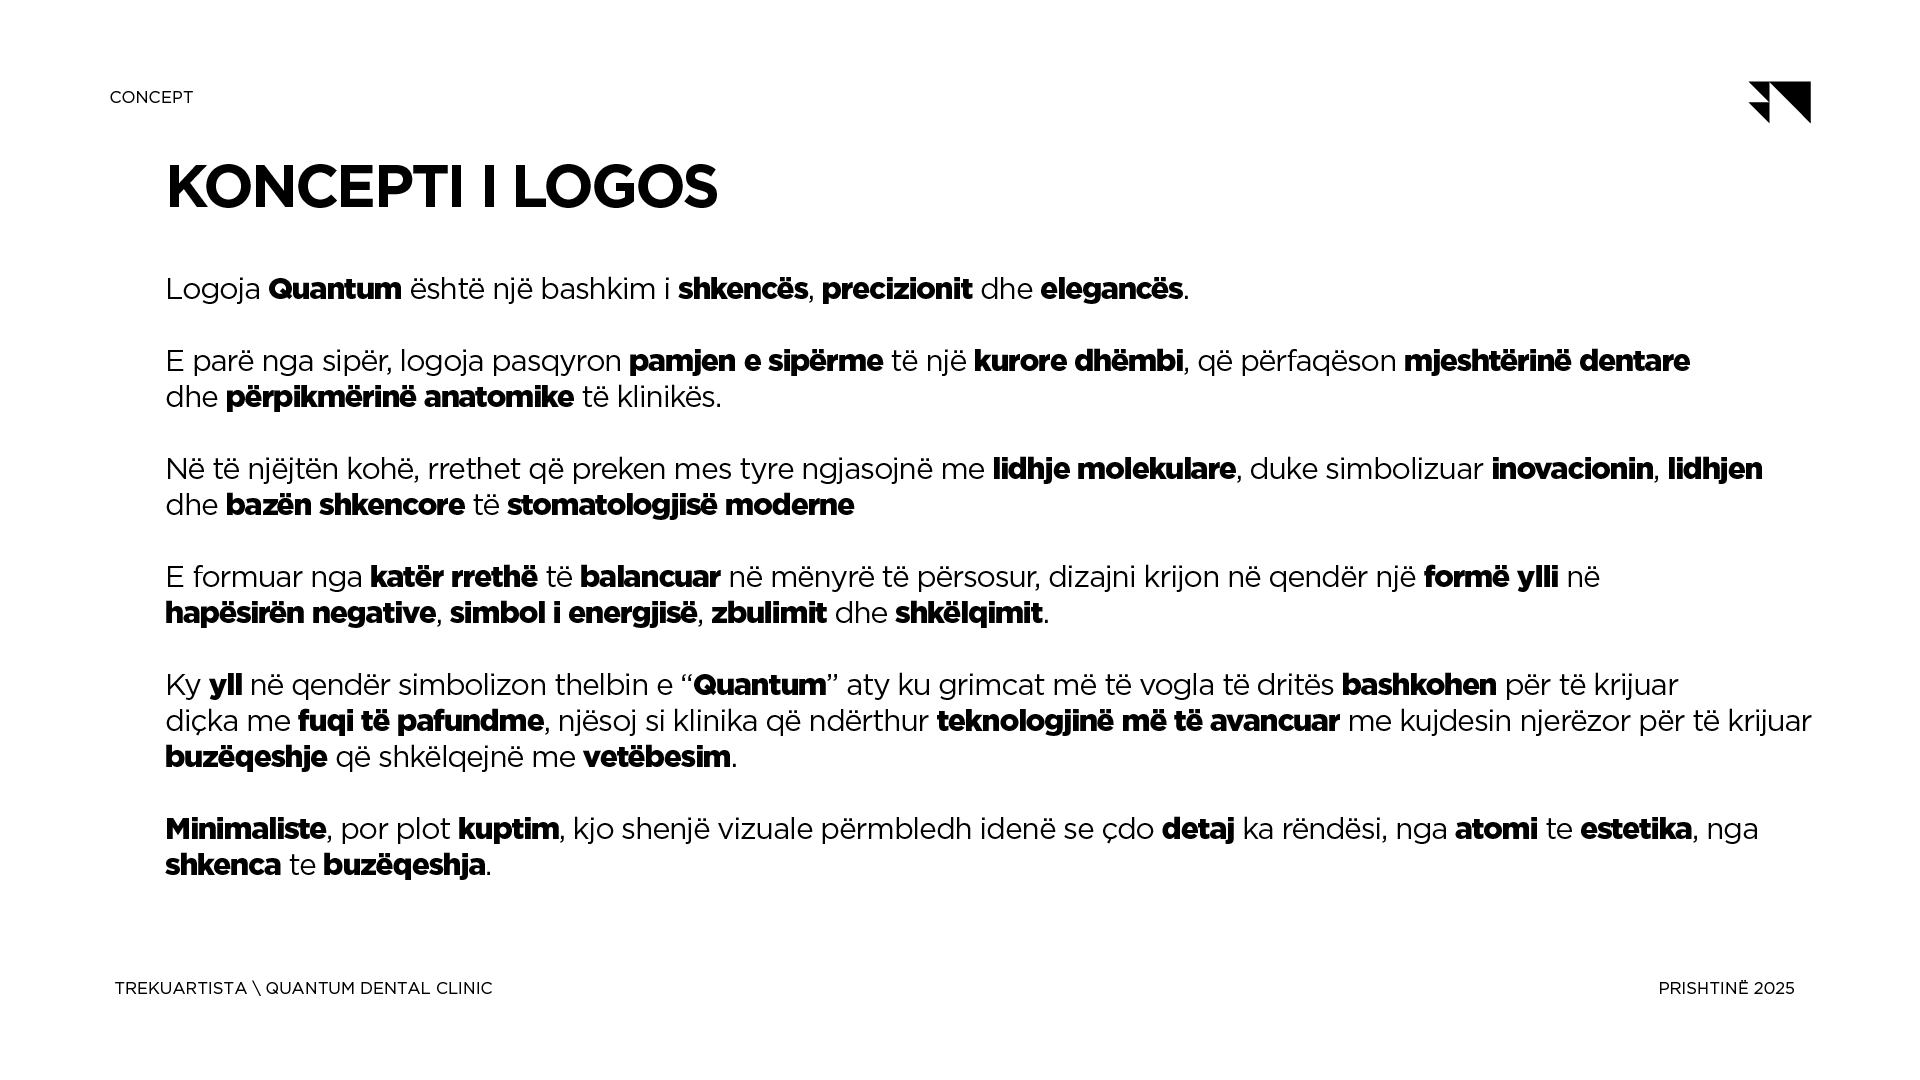 CONCEPT
KONCEPTI I LOGOS
Logoja Quantum është një bashkim i shkencës, precizionit dhe elegancës.
E parë nga sipër, logoja pasqyron pamjen e sipërme të një kurore dhëmbi, që përfaqëson mjeshtërinë dentare
dhe përpikmërinë anatomike të klinikës.
Në të njëjtën kohë, rrethet që preken mes tyre ngjasojnë me lidhje molekulare, duke simbolizuar inovacionin, lidhjen
dhe bazën shkencore të stomatologjisë moderne
E formuar nga katër rrethë të balancuar në mënyrë të përsosur, dizajni krijon në qendër një formë ylli në
hapësirën negative, simbol i energjisë, zbulimit dhe shkëlqimit.
Ky yll në qendër simbolizon thelbin e “Quantum” aty ku grimcat më të vogla të dritës bashkohen për të krijuar
diçka me fuqi të pafundme, njësoj si klinika që ndërthur teknologjinë më të avancuar me kujdesin njerëzor për të krijuar
buzëqeshje që shkëlqejnë me vetëbesim.
Minimaliste, por plot kuptim, kjo shenjë vizuale përmbledh idenë se çdo detaj ka rëndësi, nga atomi te estetika, nga
shkenca te buzëqeshja.
TREKUARTISTA \ QUANTUM DENTAL CLINIC
PRISHTINË 2025